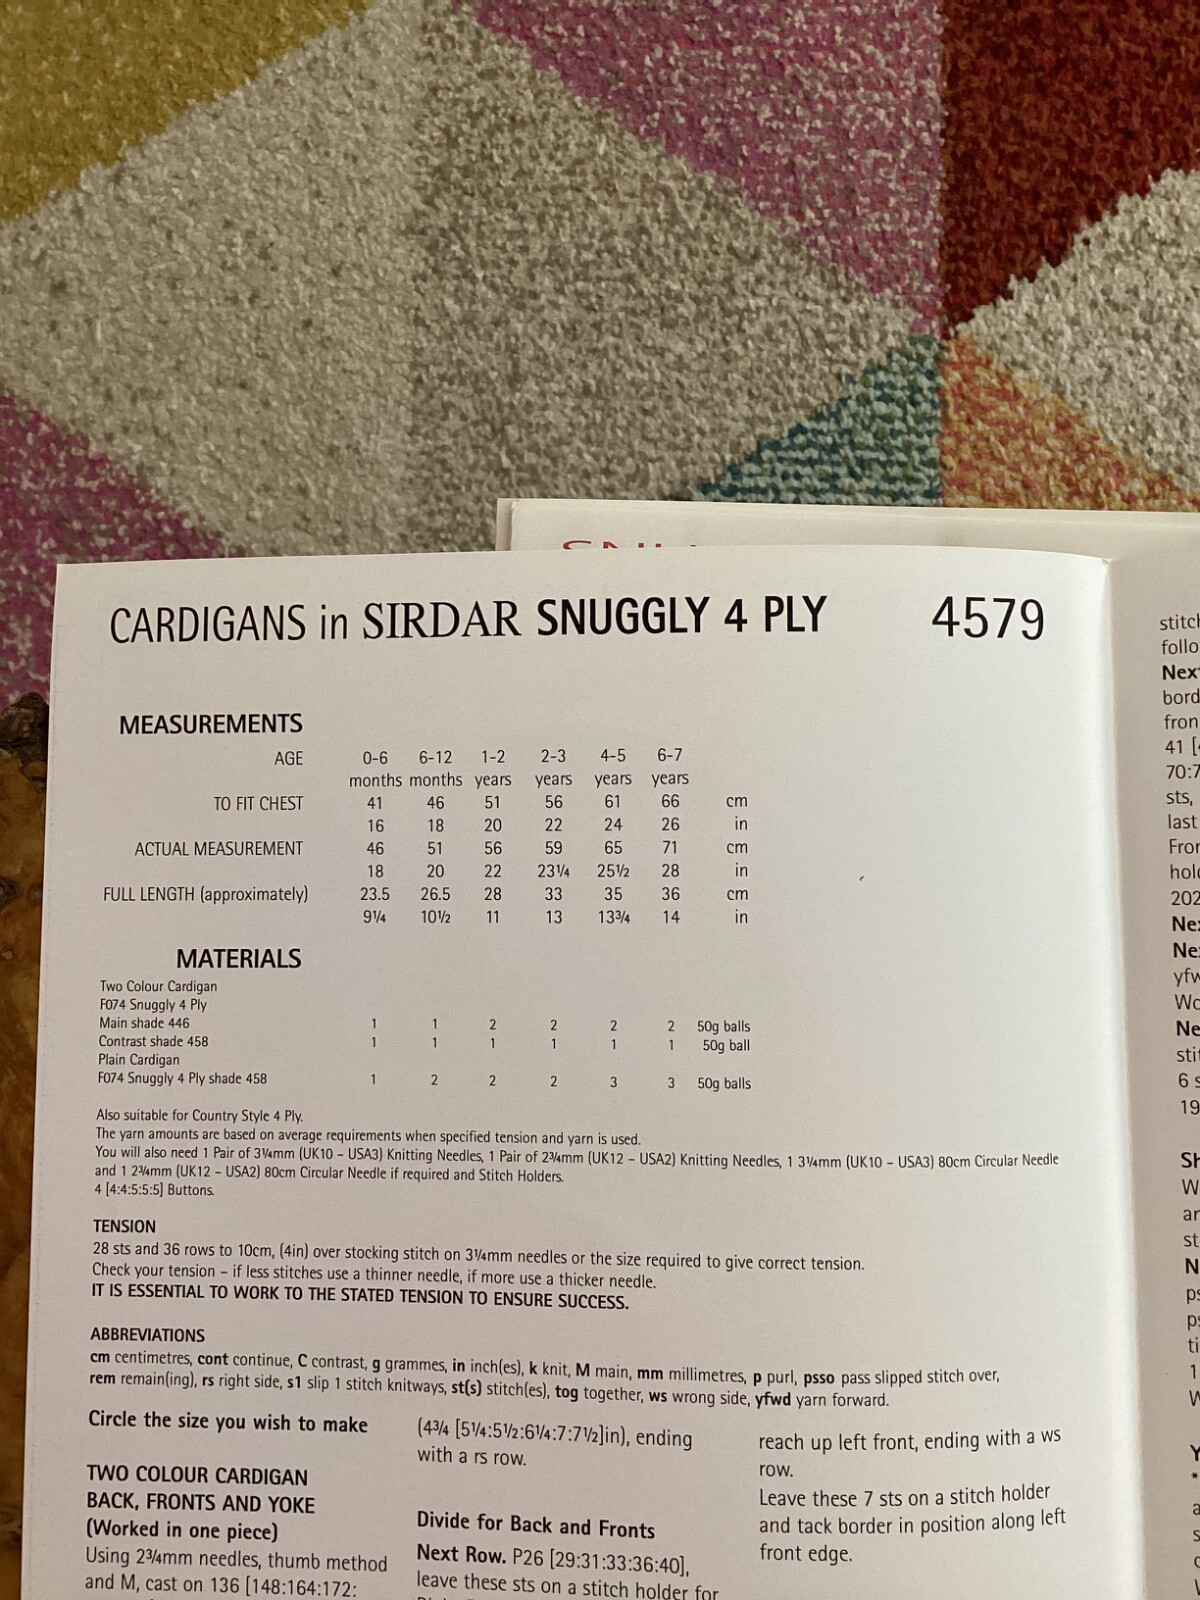 CARDIGANS in SIRDAR SNUGGLY 4 PLY 4579
MEASUREMENTS
AGE 0-6 6-12 1-2 2-3 4-5 6-7
months months years years years years
TO FIT CHEST 41 46 51 56 61 66 cm
16 18 20 22 24 26 in
ACTUAL MEASUREMENT 46 51 56 59 65 71 cm
18 20 22 23¼ 25½ 28 in
FULL LENGTH (approximately) 23.5 26.5 28 33 35 36 cm
9¼ 10½ 11 13 13¾ 14 in
MATERIALS
Two Colour Cardigan
F074 Snuggly 4 Ply
Main shade 446 1 1 2 2 2 2 50g balls
Contrast shade 458 1 1 1 1 1 1 50g ball
Plain Cardigan
F074 Snuggly 4 Ply shade 458 1 2 2 2 3 3 50g balls
Also suitable for Country Style 4 Ply.
The yarn amounts are based on average requirements when specified tension and yarn is used.
You will also need 1 Pair of 3¼mm (UK10 – USA3) Knitting Needles, 1 Pair of 2¾mm (UK12 – USA2) Knitting Needles, 1 3¼mm (UK10 – USA3) 80cm Circular Needle
and 1 2¾mm (UK12 – USA2) 80cm Circular Needle if required and Stitch Holders.
4 [4:4:5:5:5] Buttons.
TENSION
28 sts and 36 rows to 10cm, (4in) over stocking stitch on 3¼mm needles or the size required to give correct tension.
Check your tension – if less stitches use a thinner needle, if more use a thicker needle.
IT IS ESSENTIAL TO WORK TO THE STATED TENSION TO ENSURE SUCCESS.
ABBREVIATIONS
cm centimetres, cont continue, C contrast, g grammes, in inch(es), k knit, M main, mm millimetres, p purl, psso pass slipped stitch over,
rem remain(ing), rs right side, s1 slip 1 stitch knitways, st(s) stitch(es), tog together, ws wrong side, yfwd yarn forward.
Circle the size you wish to make
TWO COLOUR CARDIGAN
BACK, FRONTS AND YOKE
(Worked in one piece)
Using 2¾mm needles, thumb method
and M, cast on 136 [148:164:172:
(4¾ [5¼:5½:6¼:7:7½]in), ending
with a rs row.
Divide for Back and Fronts
Next Row. P26 [29:31:33:36:40],
leave these sts on a stitch holder for
reach up left front, ending with a ws
row.
Leave these 7 sts on a stitch holder
and tack border in position along left
front edge.
41
sts,
last
202
6 s
19